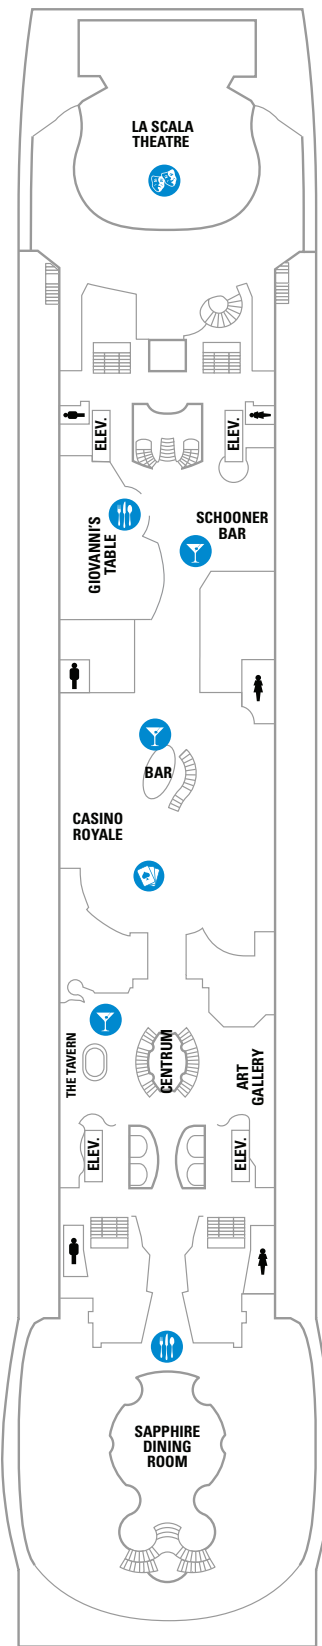 LA SCALA
THEATRE
ELEV.
ELEV.
GIOVANNI'S
TABLE
SCHOONER
BAR
BAR
CASINO
ROYALE
THE TAVERN
CENTRUM
ART
GALLERY
ELEV.
ELEV.
SAPPHIRE
DINING
ROOM